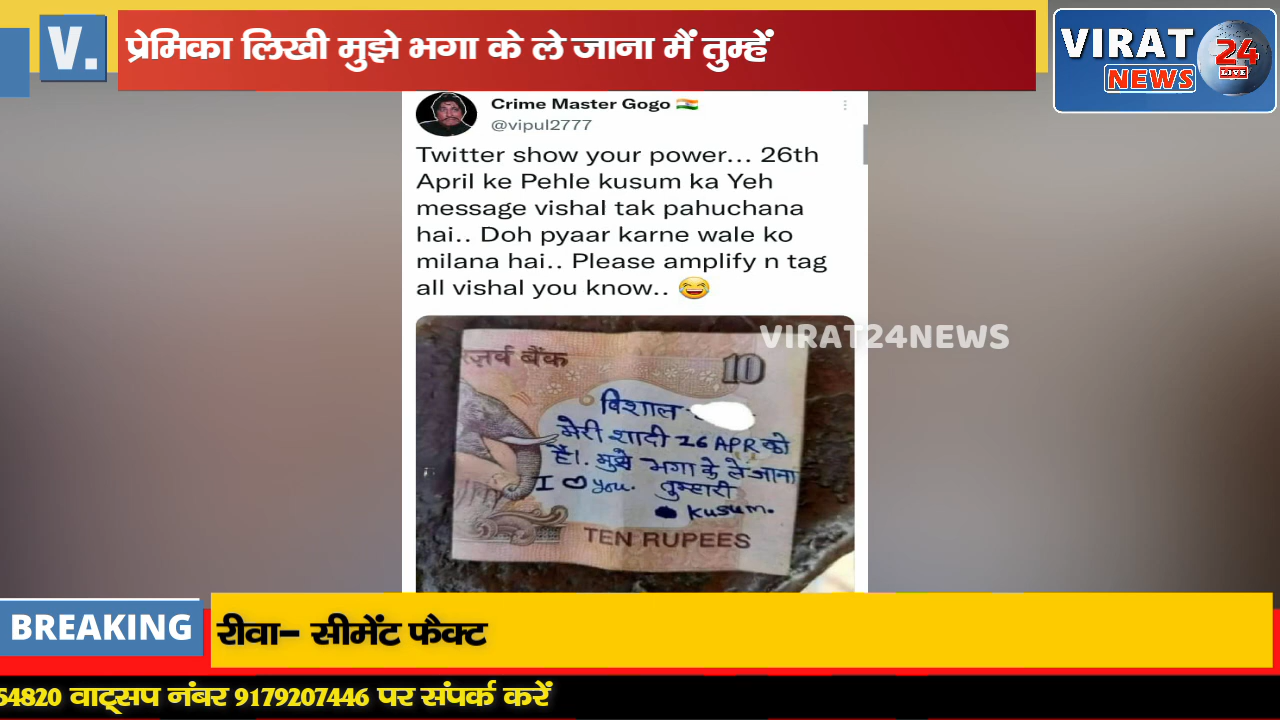 V.
प्रेमिका लिखी मुझे भगा के ले जाना मैं तुम्हें
VIRAT
NEWS
24
LIVE
Crime Master Gogo
@vipul2777
Twitter show your power... 26th
April ke Pehle kusum ka Yeh
message vishal tak pahuchana
hai.. Doh pyaar karne wale ko
milana hai.. Please amplify n tag
all vishal you know..
VIRAT24NEWS
रज़र्व बैंक
10
विशाल
मेरी शादी 26 APR को
है। मुझे भगा के ले जाना
I you. तुम्हारी
kusum.
TEN RUPEES
BREAKING
रीवा- सीमेंट फैक्ट
54820 वाट्सप नंबर 9179207446 पर संपर्क करें